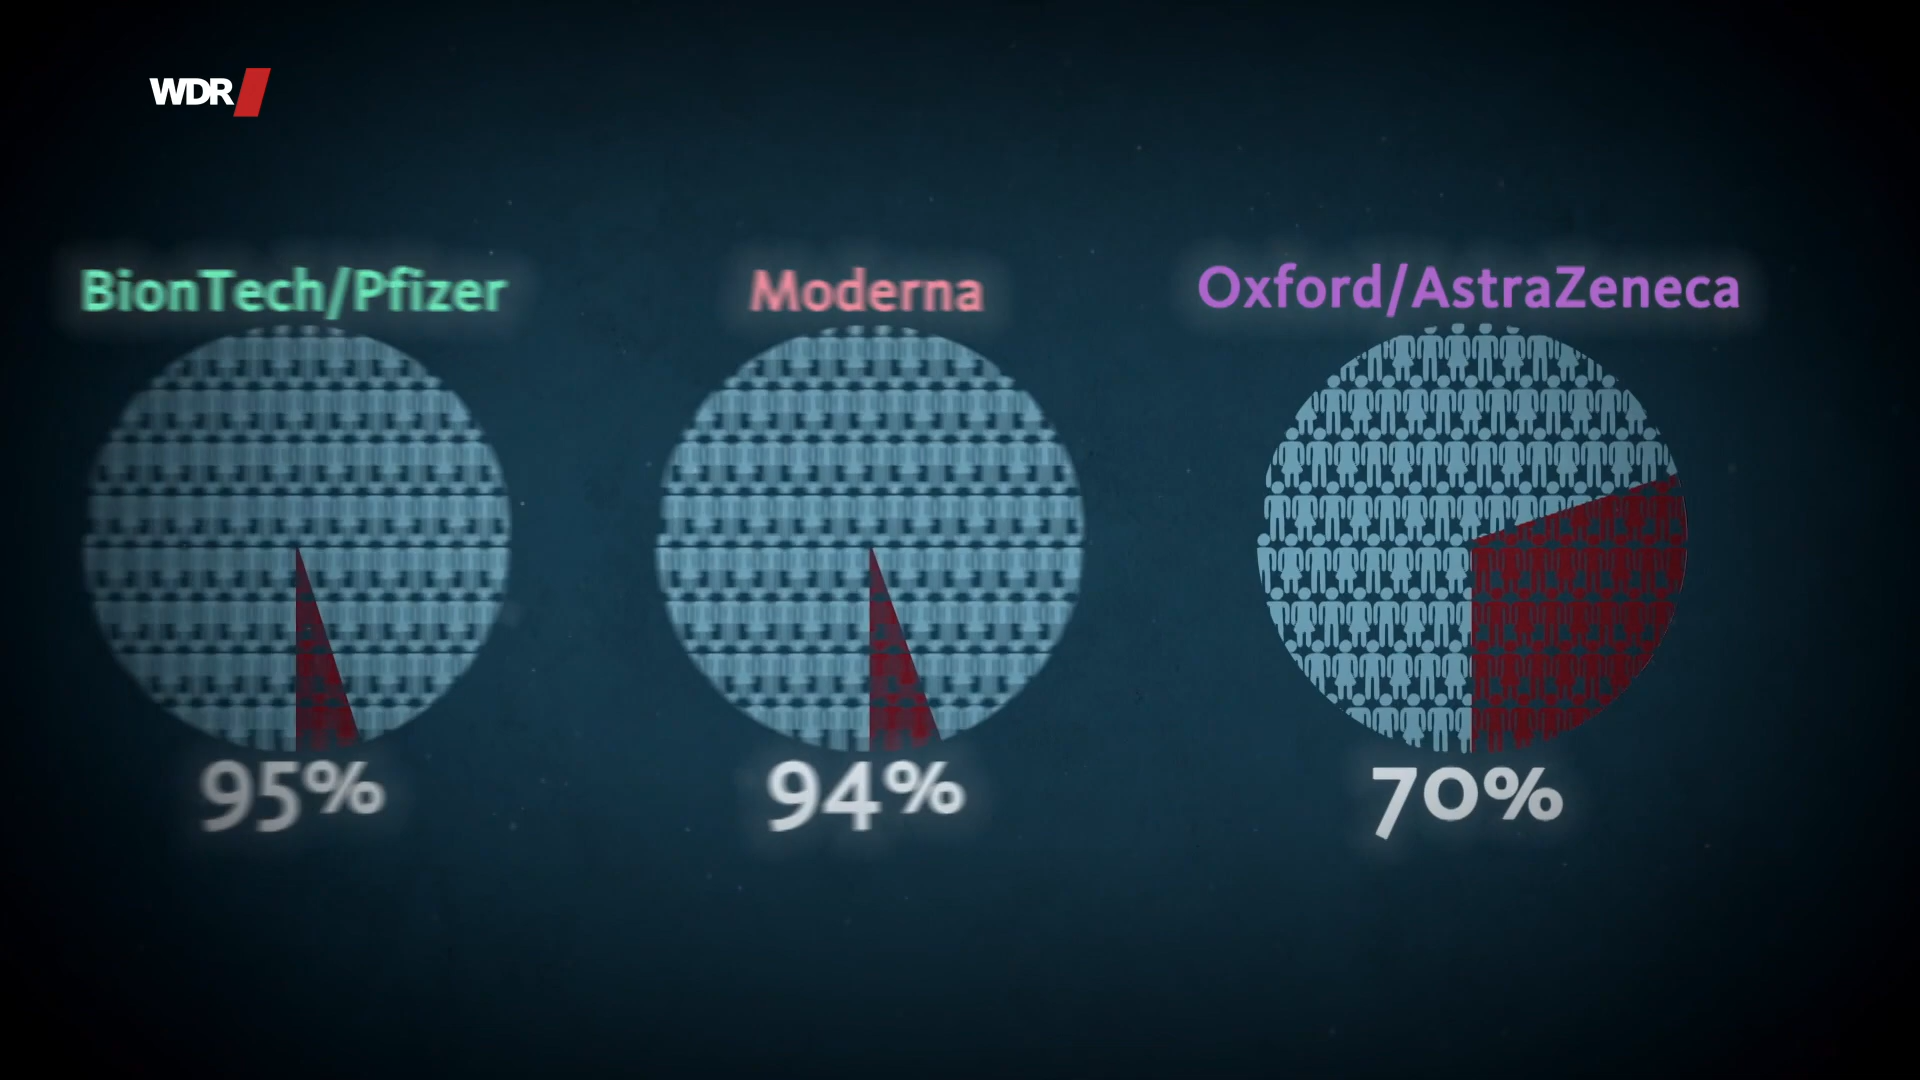 WDR
BionTech/Pfizer
Moderna
Oxford/AstraZeneca
95%
94%
70%